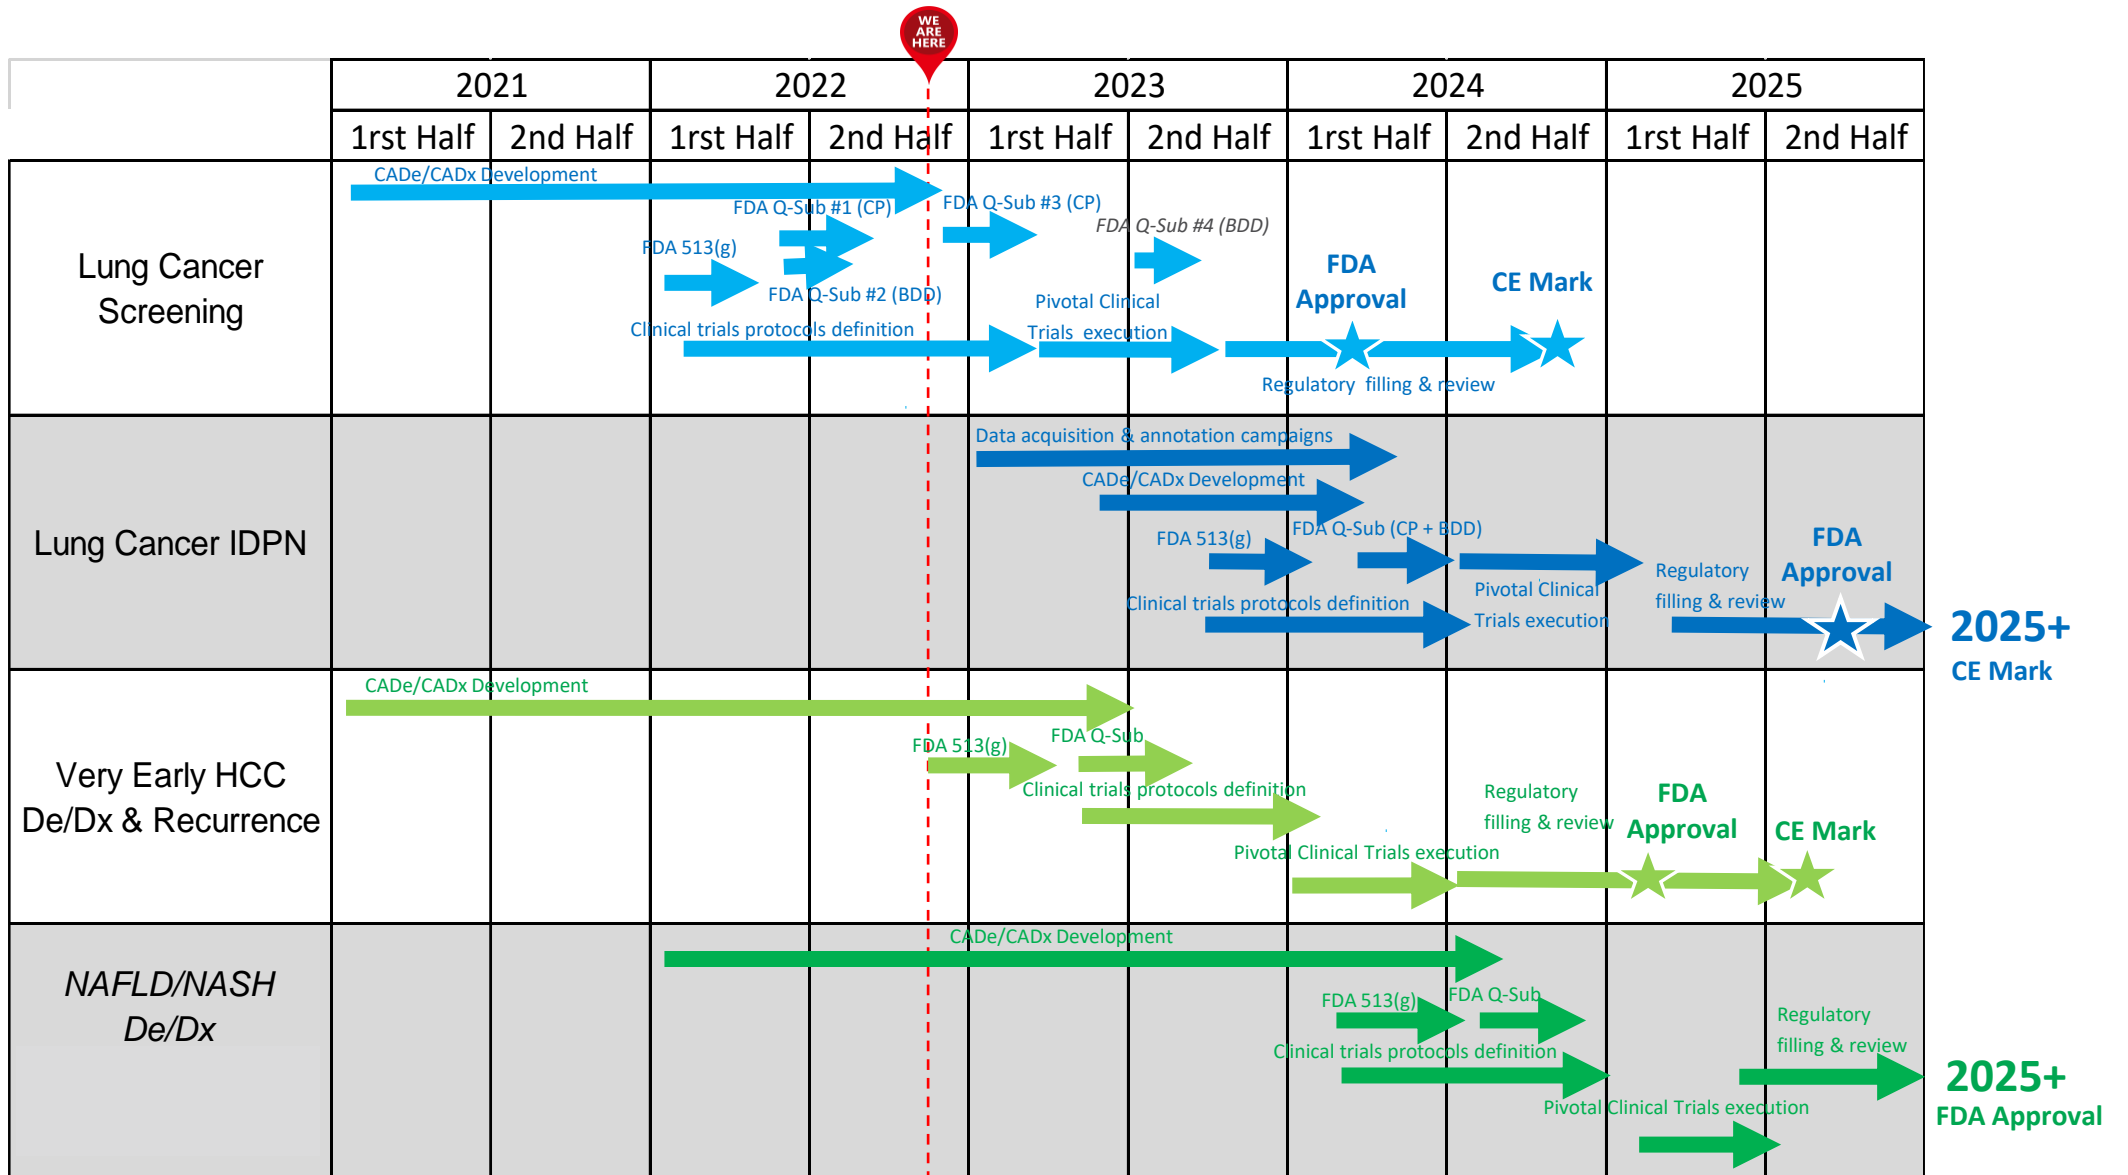 WE
ARE
HERE
2021 2022 2023 2024 2025
1rst Half 2nd Half 1rst Half 2nd Half 1rst Half 2nd Half 1rst Half 2nd Half 1rst Half 2nd Half
Lung Cancer
Screening
CADe/CADx Development
FDA Q-Sub #1 (CP)
FDA Q-Sub #3 (CP)
FDA Q-Sub #4 (BDD)
FDA 513(g)
FDA Q-Sub #2 (BDD)
Clinical trials protocols definition
Pivotal Clinical
Trials execution
FDA
Approval
CE Mark
Regulatory filling & review
Lung Cancer IDPN
Data acquisition & annotation campaigns
CADe/CADx Development
FDA 513(g)
FDA Q-Sub (CP + BDD)
Clinical trials protocols definition
Pivotal Clinical
Trials execution
Regulatory
filling & review
FDA
Approval
2025+
CE Mark
Very Early HCC
De/Dx & Recurrence
CADe/CADx Development
FDA 513(g)
FDA Q-Sub
Clinical trials protocols definition
Pivotal Clinical Trials execution
Regulatory
filling & review
FDA
Approval
CE Mark
NAFLD/NASH
De/Dx
CADe/CADx Development
FDA 513(g)
FDA Q-Sub
Clinical trials protocols definition
Pivotal Clinical Trials execution
Regulatory
filling & review
2025+
FDA Approval